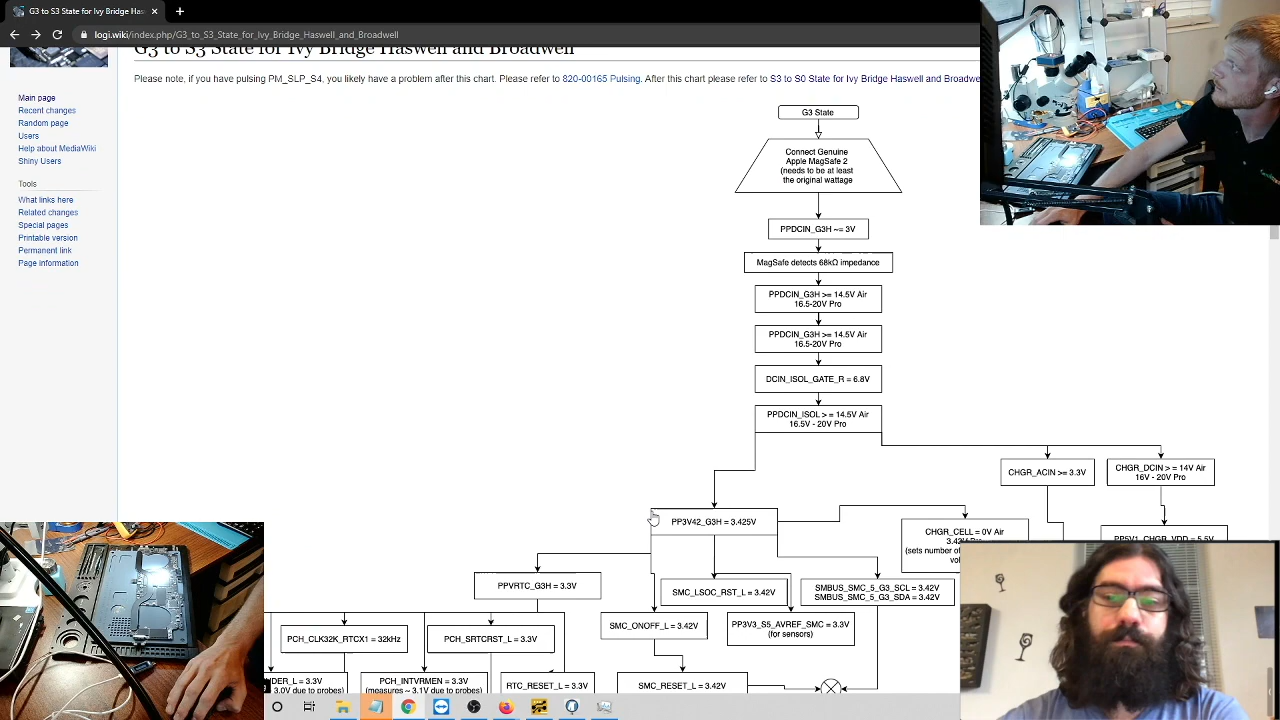 G3 to S3 State for Ivy Bridge Has
logi.wiki/index.php/G3_to_S3_State_for_Ivy_Bridge_Haswell_and_Broadwell
G3 to S3 State for Ivy Bridge Haswell and Broadwell
Please note, if you have pulsing PM_SLP_S4, you likely have a problem after this chart. Please refer to 820-00165 Pulsing. After this chart please refer to S3 to S0 State for Ivy Bridge Haswell and Broadwe
Main page
Recent changes
Random page
Users
Help about MediaWiki
Shiny Users
Tools
What links here
Related changes
Special pages
Printable version
Permanent link
Page information
G3 State
Connect Genuine
Apple MagSafe 2
(needs to be at least
the original wattage
PPDCIN_G3H ~= 3V
MagSafe detects 68kΩ impedance
PPDCIN_G3H >= 14.5V Air
16.5-20V Pro
PPDCIN_G3H >= 14.5V Air
16.5-20V Pro
DCIN_ISOL_GATE_R = 6.8V
PPDCIN_ISOL > = 14.5V Air
16.5V - 20V Pro
CHGR_ACIN >= 3.3V
CHGR_DCIN > = 14V Air
16V - 20V Pro
PP3V42_G3H = 3.425V
CHGR_CELL = 0V Air
(sets number of
PP5V1_CHGR_VDD = 5.5V
PPVRTC_G3H = 3.3V
SMC_LSOC_RST_L = 3.42V
SMBUS_SMC_5_G3_SCL = 3.42V
SMBUS_SMC_5_G3_SDA = 3.42V
SMC_ONOFF_L = 3.42V
PP3V3_S5_AVREF_SMC = 3.3V
(for sensors)
PCH_CLK32K_RTCX1 = 32kHz
PCH_SRTCRST_L = 3.3V
DER_L = 3.3V
3.0V due to probes)
PCH_INTVRMEN = 3.3V
(measures ~ 3.1V due to probes)
RTC_RESET_L = 3.3V
SMC_RESET_L = 3.42V